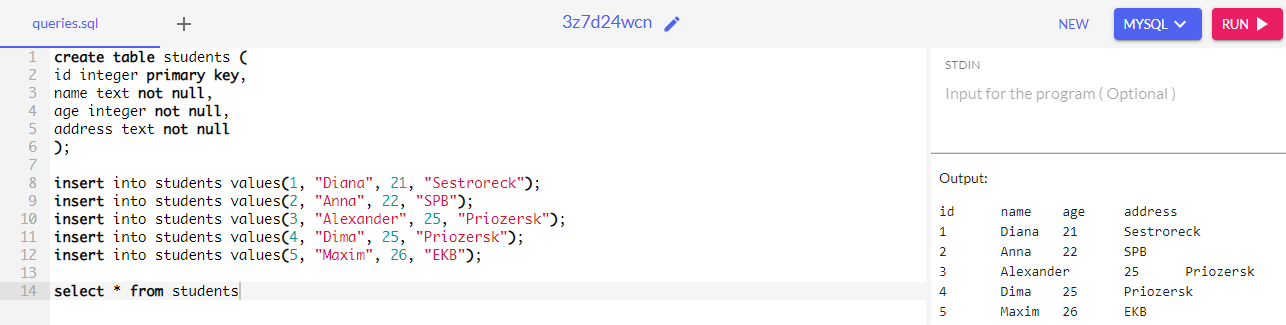 queries.sql + 3z7d24wcn NEW MYSQL RUN
1 create table students (
2 id integer primary key,
3 name text not null,
4 age integer not null,
5 address text not null
6 );
7
8 insert into students values(1, "Diana", 21, "Sestroreck");
9 insert into students values(2, "Anna", 22, "SPB");
10 insert into students values(3, "Alexander", 25, "Priozersk");
11 insert into students values(4, "Dima", 25, "Priozersk");
12 insert into students values(5, "Maxim", 26, "EKB");
13
14 select * from students
STDIN
Input for the program ( Optional )
Output:
id name age address
1 Diana 21 Sestroreck
2 Anna 22 SPB
3 Alexander 25 Priozersk
4 Dima 25 Priozersk
5 Maxim 26 EKB